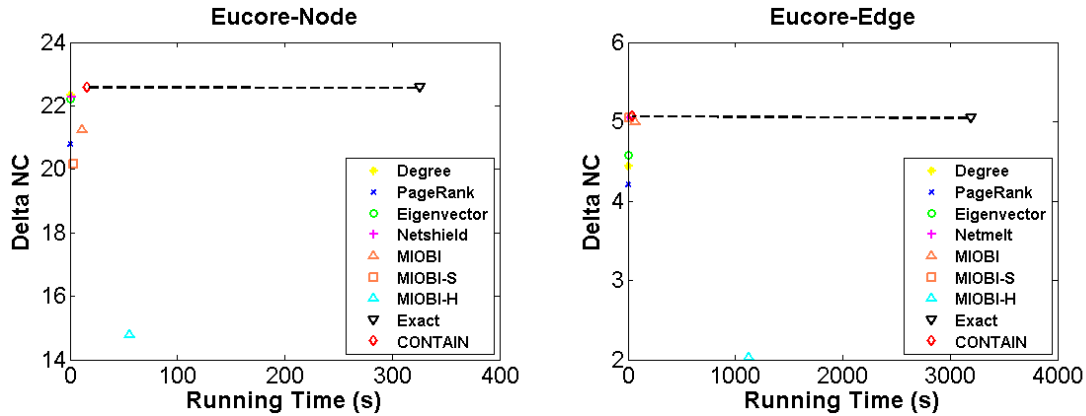 Eucore-Node
Delta NC
24
22
20
18
16
14
0
100
200
300
400
Running Time (s)
Degree
PageRank
Eigenvector
Netshield
MIOBI
MIOBI-S
MIOBI-H
Exact
CONTAIN
Eucore-Edge
Delta NC
6
5
4
3
2
0
1000
2000
3000
4000
Running Time (s)
Degree
PageRank
Eigenvector
Netmelt
MIOBI
MIOBI-S
MIOBI-H
Exact
CONTAIN